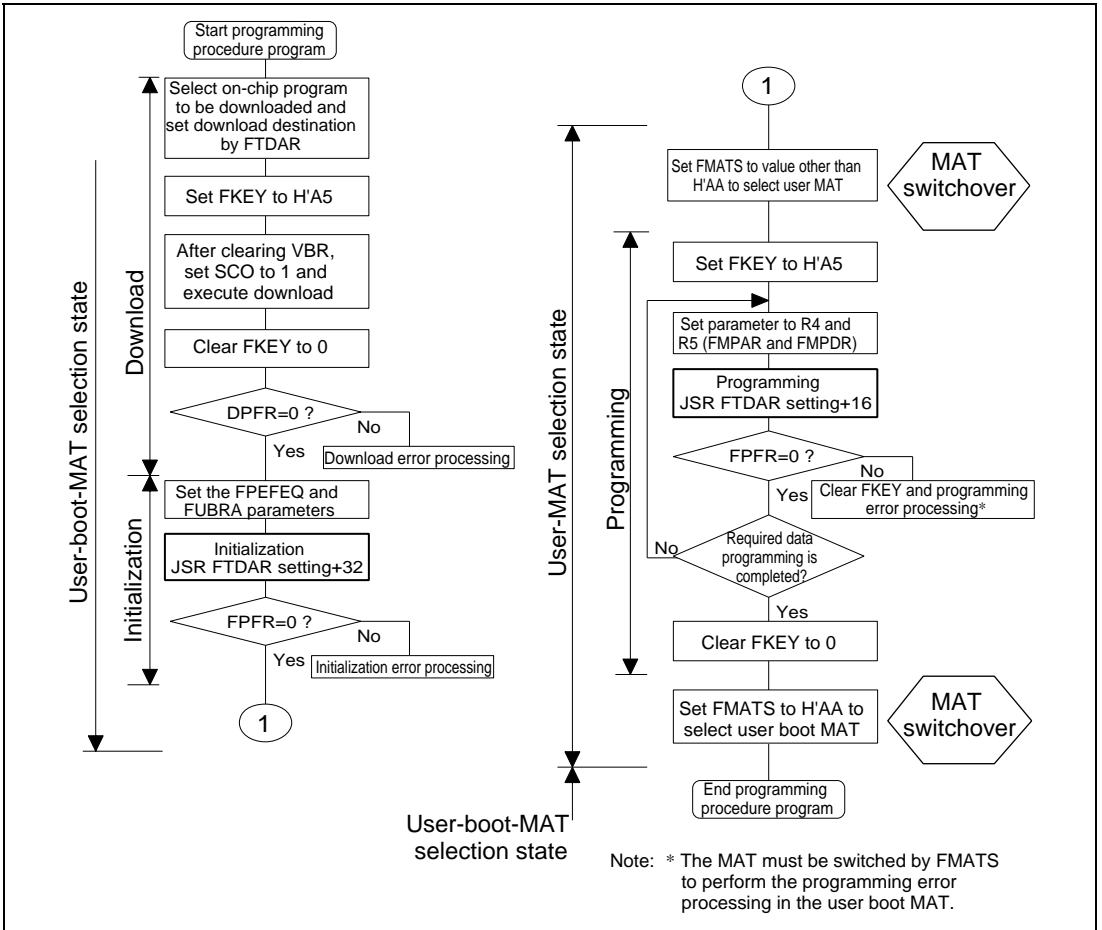 Start programming
procedure program
Select on-chip program
to be downloaded and
set download destination
by FTDAR
Set FKEY to H'A5
After clearing VBR,
set SCO to 1 and
execute download
Clear FKEY to 0
DPFR=0 ?
No
Yes
Download error processing
Set the FPEFEQ and
FUBRA parameters
Initialization
JSR FTDAR setting+32
FPFR=0 ?
No
Yes
Initialization error processing
1
Download
Initialization
User-boot-MAT selection state
1
Set FMATS to value other than
H'AA to select user MAT
MAT
switchover
Set FKEY to H'A5
Set parameter to R4 and
R5 (FMPAR and FMPDR)
Programming
JSR FTDAR setting+16
FPFR=0 ?
No
Yes
Clear FKEY and programming
error processing*
Required data
programming is
completed?
No
Yes
Clear FKEY to 0
Set FMATS to H'AA to
select user boot MAT
MAT
switchover
End programming
procedure program
Programming
User-MAT selection state
User-boot-MAT
selection state
Note: * The MAT must be switched by FMATS
to perform the programming error
processing in the user boot MAT.